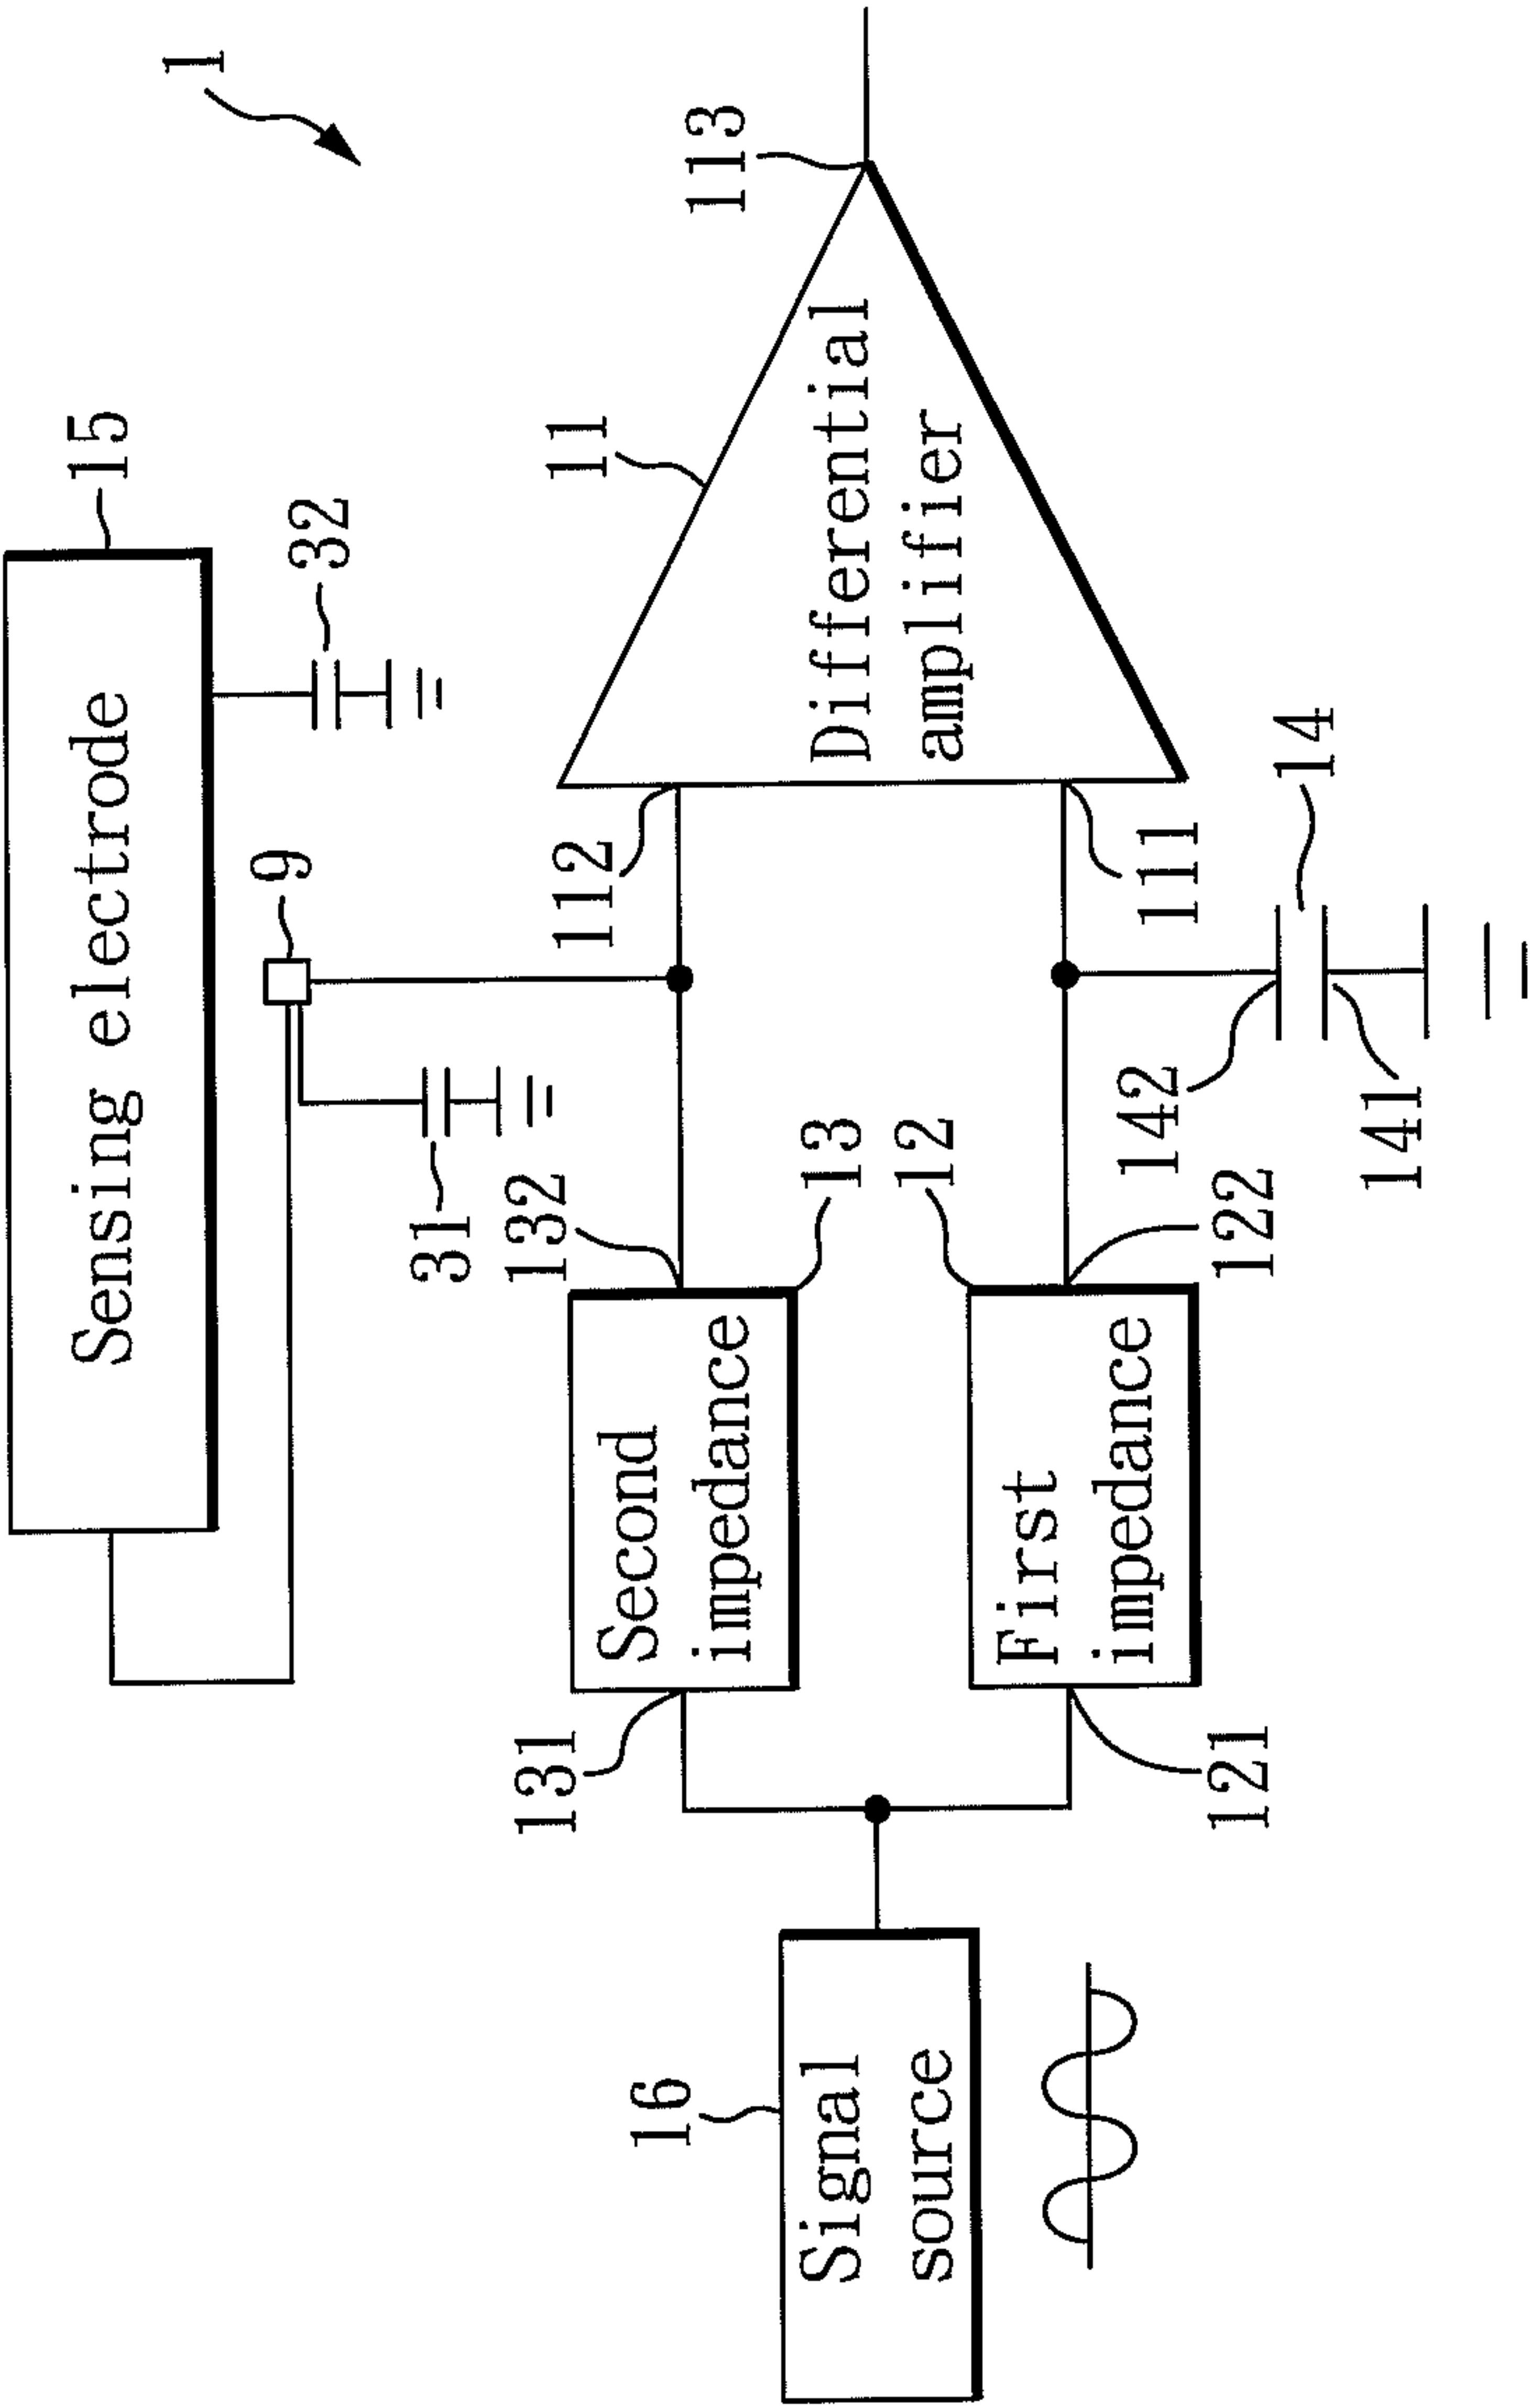 1
Sensing electrode
15
32
9
31
11
113
112
Differential
amplifier
111
132
13
Second
impedance
131
12
First
impedance
122
121
142
14
141
16
Signal
source